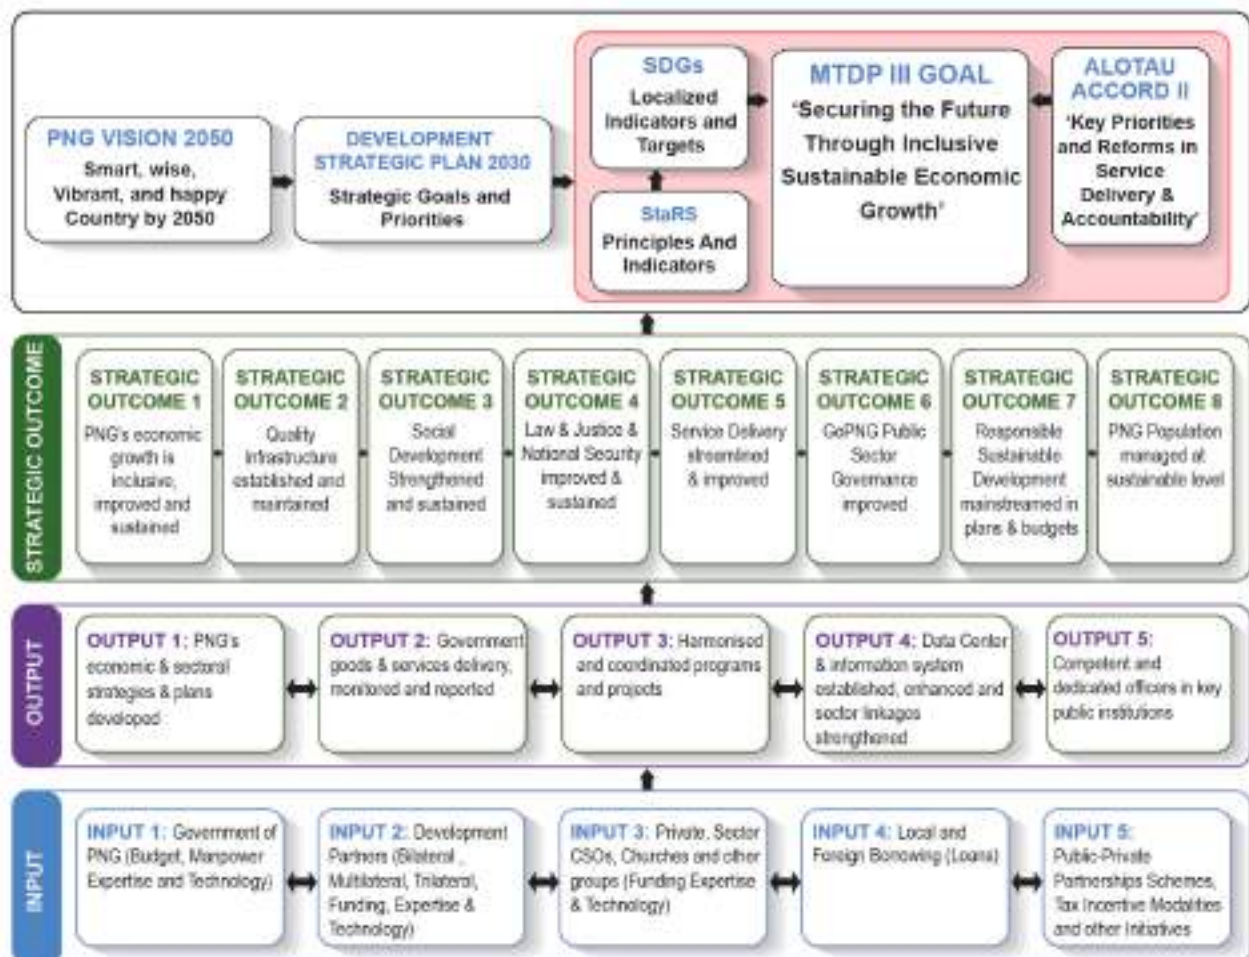 PNG VISION 2050
Smart, wise,
Vibrant, and happy
Country by 2050
DEVELOPMENT
STRATEGIC PLAN 2030
Strategic Goals and
Priorities
SDGs
Localized
Indicators and
Targets
StaRS
Principles And
Indicators
MTDP III GOAL
‘Securing the Future
Through Inclusive
Sustainable Economic
Growth’
ALOTAU
ACCORD II
‘Key Priorities
and Reforms in
Service
Delivery &
Accountability’
STRATEGIC OUTCOME
STRATEGIC
OUTCOME 1
PNG's economic
growth is
inclusive,
improved and
sustained
STRATEGIC
OUTCOME 2
Quality
Infrastructure
established and
maintained
STRATEGIC
OUTCOME 3
Social
Development
Strengthened
and sustained
STRATEGIC
OUTCOME 4
Law & Justice &
National Security
improved &
sustained
STRATEGIC
OUTCOME 5
Service Delivery
streamlined
& improved
STRATEGIC
OUTCOME 6
GoPNG Public
Sector
Governance
improved
STRATEGIC
OUTCOME 7
Responsible
Sustainable
Development
mainstreamed in
plans & budgets
STRATEGIC
OUTCOME 8
PNG Population
managed at
sustainable level
OUTPUT
OUTPUT 1: PNG's
economic & sectoral
strategies & plans
developed
OUTPUT 2: Government
goods & services delivery,
monitored and reported
OUTPUT 3: Harmonised
and coordinated programs
and projects
OUTPUT 4: Data Center
& information system
established, enhanced and
sector linkages
strengthened
OUTPUT 5:
Competent and
dedicated officers in key
public institutions
INPUT
INPUT 1: Government of
PNG (Budget, Manpower
Expertise and Technology)
INPUT 2: Development
Partners (Bilateral ,
Multilateral, Trilateral,
Funding, Expertise &
Technology)
INPUT 3: Private, Sector
CSOs, Churches and other
groups (Funding Expertise
& Technology)
INPUT 4: Local and
Foreign Borrowing (Loans)
INPUT 5:
Public-Private
Partnerships Schemes,
Tax Incentive Modalities
and other Initiatives